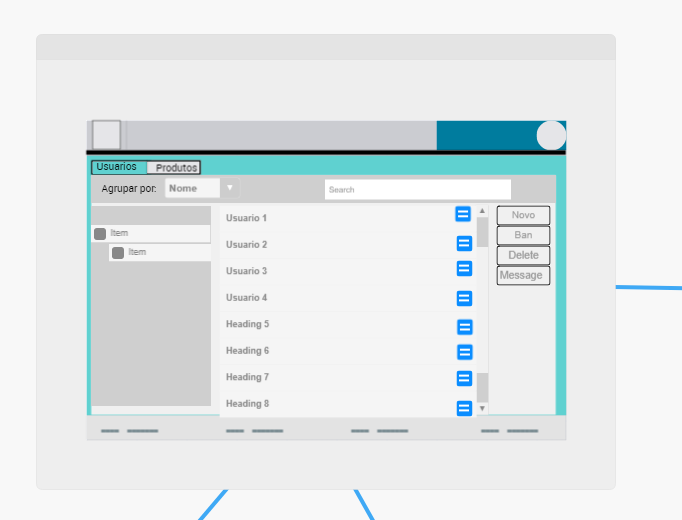 Usuarios Produtos
Agrupar por: Nome Search
Item
Item
Usuario 1
Usuario 2
Usuario 3
Usuario 4
Heading 5
Heading 6
Heading 7
Heading 8
Novo
Ban
Delete
Message